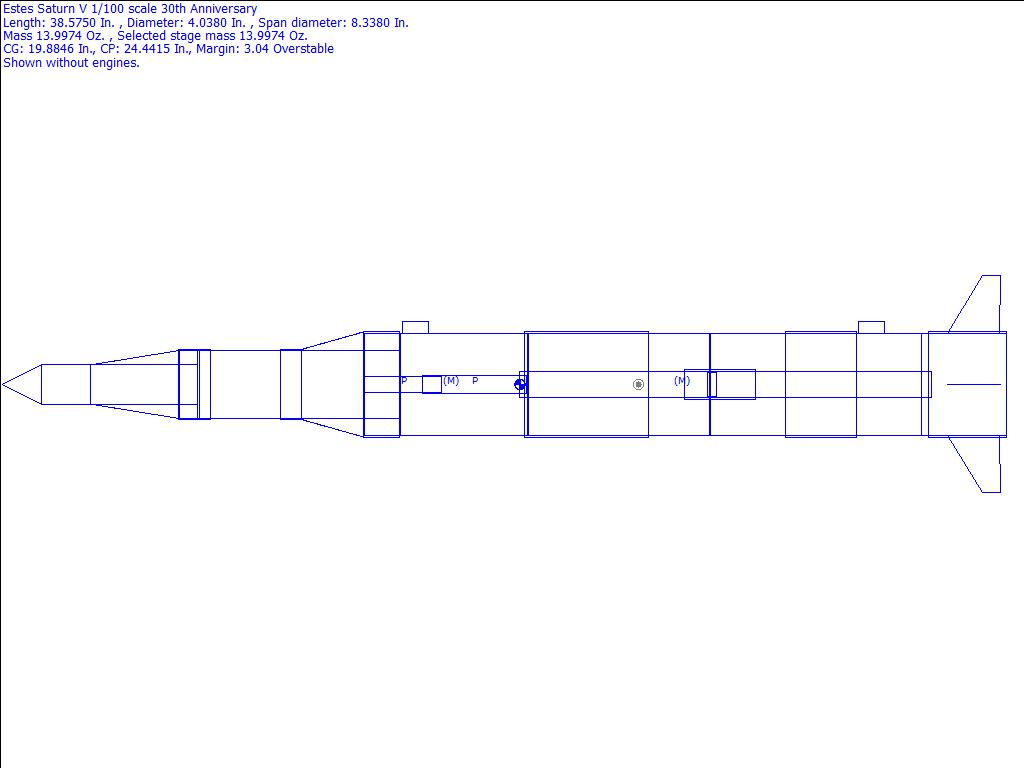 Estes Saturn V 1/100 scale 30th Anniversary
Length: 38.5750 In. , Diameter: 4.0380 In. , Span diameter: 8.3380 In.
Mass 13.9974 Oz. , Selected stage mass 13.9974 Oz.
CG: 19.8846 In., CP: 24.4415 In., Margin: 3.04 Overstable
Shown without engines.
P (M) P (M)